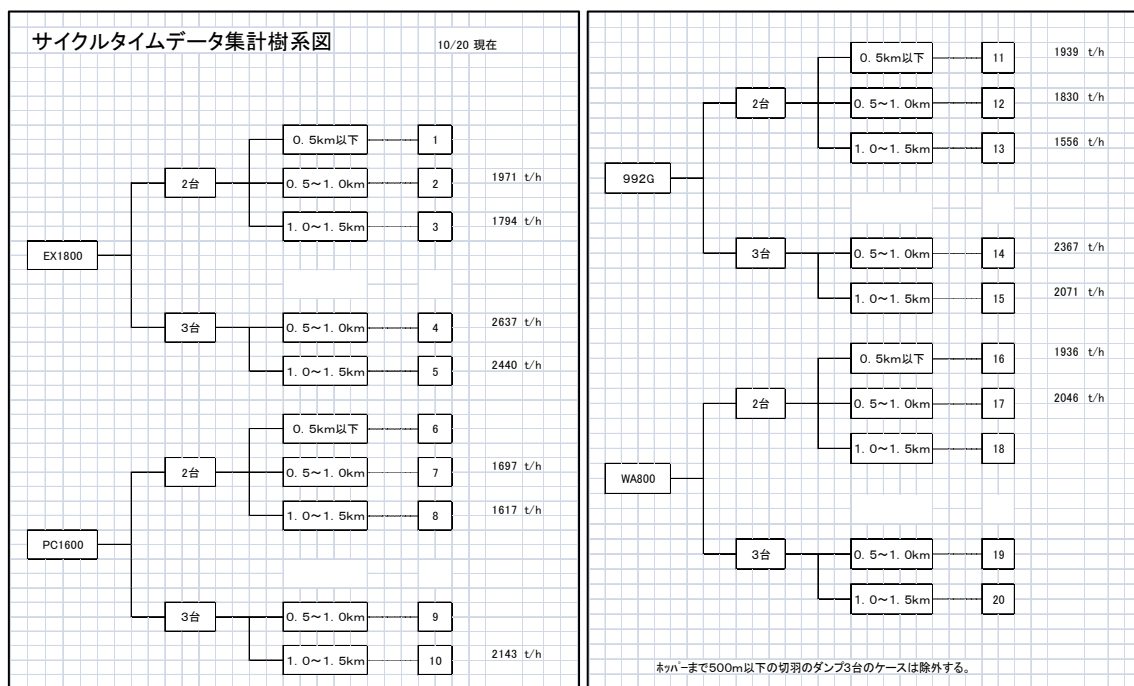 サイクルタイムデータ集計樹系図
10/20 現在
0. 5km以下 1
2台 0. 5～1. 0km 2 1971 t/h
1. 0～1. 5km 3 1794 t/h
EX1800
3台 0. 5～1. 0km 4 2637 t/h
1. 0～1. 5km 5 2440 t/h
0. 5km以下 6
2台 0. 5～1. 0km 7 1697 t/h
1. 0～1. 5km 8 1617 t/h
PC1600
3台 0. 5～1. 0km 9
1. 0～1. 5km 10 2143 t/h
0. 5km以下 11 1939 t/h
2台 0. 5～1. 0km 12 1830 t/h
1. 0～1. 5km 13 1556 t/h
992G
3台 0. 5～1. 0km 14 2367 t/h
1. 0～1. 5km 15 2071 t/h
0. 5km以下 16 1936 t/h
2台 0. 5～1. 0km 17 2046 t/h
1. 0～1. 5km 18
WA800
3台 0. 5～1. 0km 19
1. 0～1. 5km 20
ﾎｯﾊﾟｰまで500m以下の切羽のダンプ3台のケースは除外する。